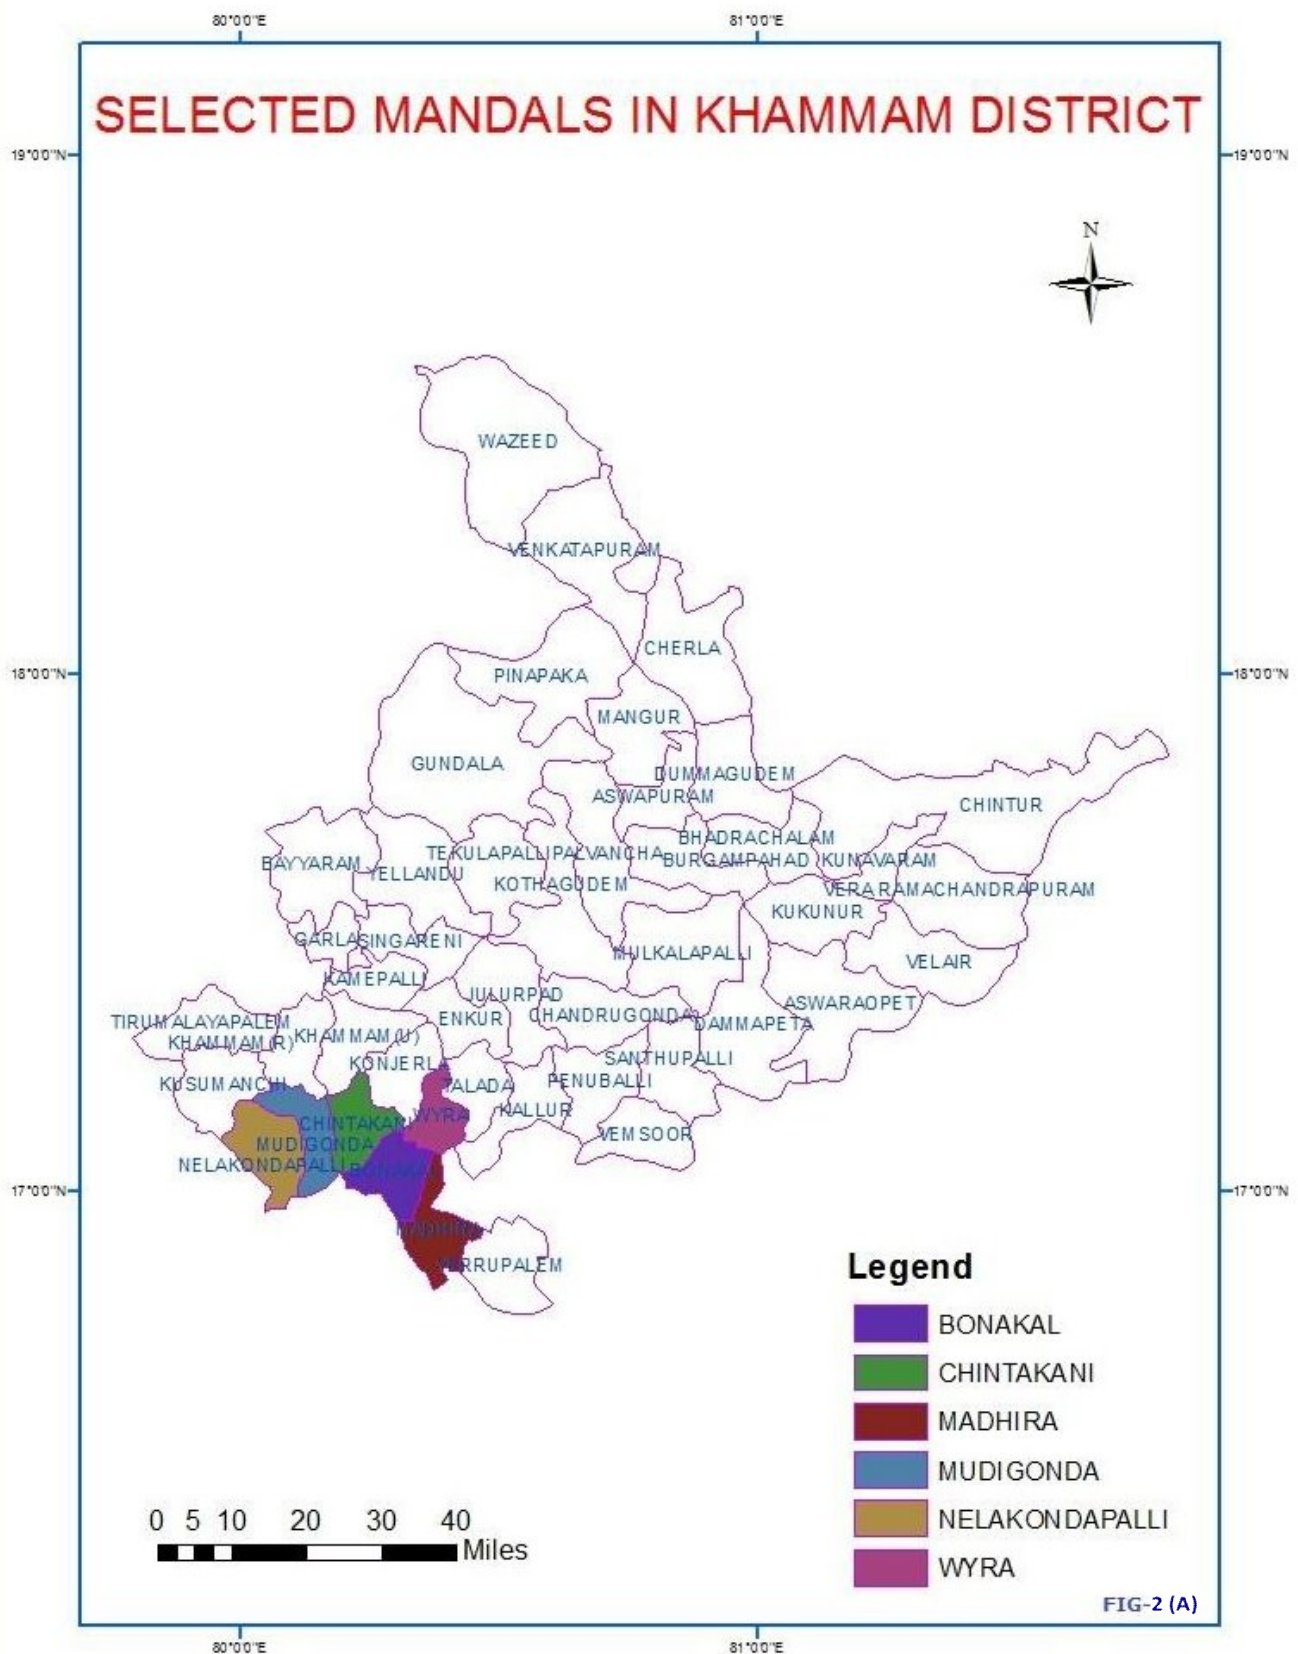 80°0'0"E 81°0'0"E
SELECTED MANDALS IN KHAMMAM DISTRICT
19°0'0"N 19°0'0"N
N
WAZEED
VENKATAPURAM
CHERLA
18°0'0"N PINAPAKA 18°0'0"N
MANGUR
GUNDALA
DUMMAGUDEM
ASWAPURAM
CHINTUR
BHADRACHALAM
TEKULAPALLI PALVANCHA
BAYYARAM BURGAMPAHAD KUNAVARAM
YELLANDU
KOTHAGUDEM
VERA RAMACHANDRAPURAM
KUKUNUR
GARLA SINGARENI
MULKALAPALLI
VELAIR
KAMEPALLI
JULURPAD
ASWARAOPET
CHANDRUGONDA
ENKUR
TIRUMALAYAPALEM
DAMMAPETA
KHAMMAM(U)
KHAMMAM(R)
SANTHUPALLI
KONJERLA
PENUBALLI
KUSUMANCHI
TALADA
KALLUR
WYRA
CHINTAKANI
VEMSOOR
MUDIGONDA
NELAKONDAPALLI
BONAKAL
17°0'0"N 17°0'0"N
MADHIRA
YERRUPALEM
Legend
BONAKAL
CHINTAKANI
MADHIRA
MUDIGONDA
NELAKONDAPALLI
WYRA
0 5 10 20 30 40
Miles
FIG-2 (A)
80°0'0"E 81°0'0"E